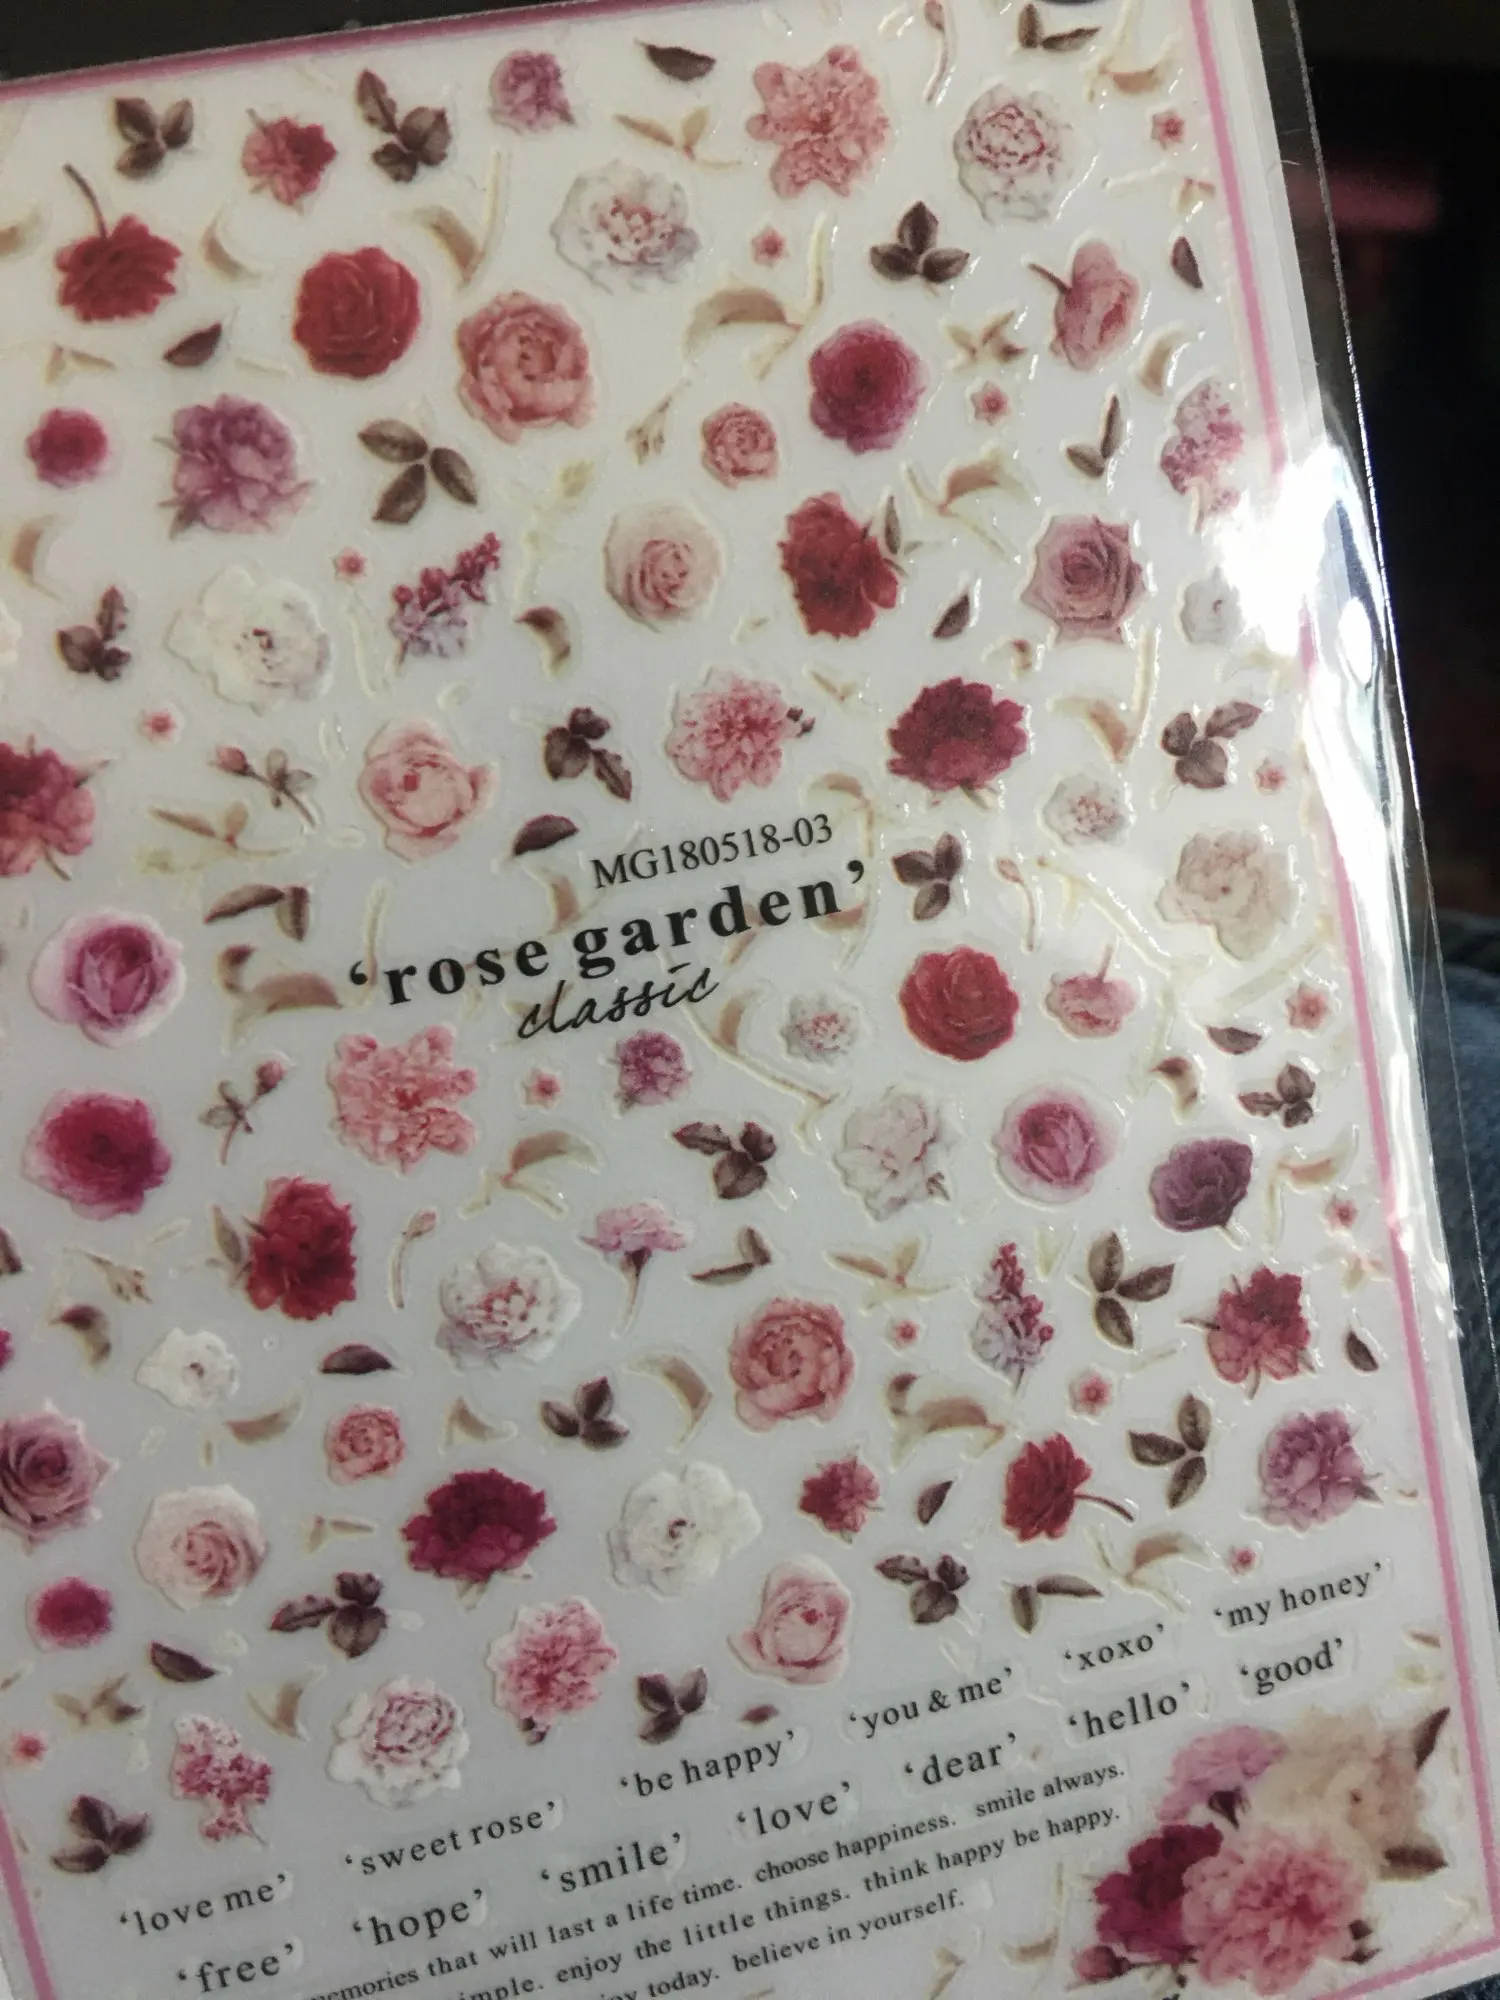 MG180518-03
‘rose garden’
classic
‘love me’ ‘sweet rose’ ‘be happy’ ‘you & me’ ‘xoxo’ ‘my honey’
‘free’ ‘hope’ ‘smile’ ‘love’ ‘dear’ ‘hello’ ‘good’
that will last a life time. choose happiness. smile always.
enjoy the little things. think happy be happy.
today. believe in yourself.